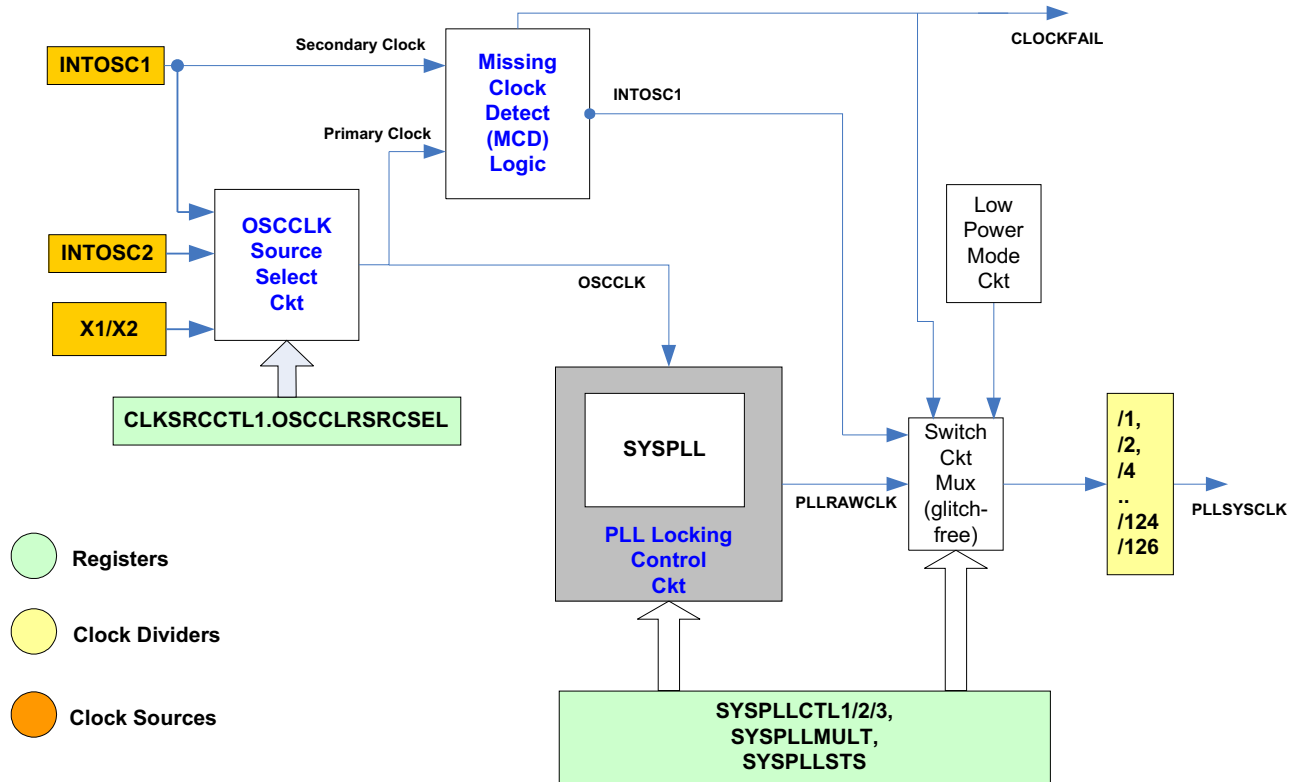 CLOCKFAIL
Secondary Clock
INTOSC1
Missing
Clock
Detect
(MCD)
Logic
INTOSC1
Primary Clock
OSCCLK
Source
Select
Ckt
INTOSC2
X1/X2
OSCCLK
Low
Power
Mode
Ckt
CLKSRCCTL1.OSCCLRSRCSEL
SYSPLL
PLL Locking
Control
Ckt
PLLRAWCLK
Switch
Ckt
Mux
(glitch-
free)
/1,
/2,
/4
..
/124
/126
PLLSYSCLK
Registers
Clock Dividers
Clock Sources
SYSPLLCTL1/2/3,
SYSPLLMULT,
SYSPLLSTS